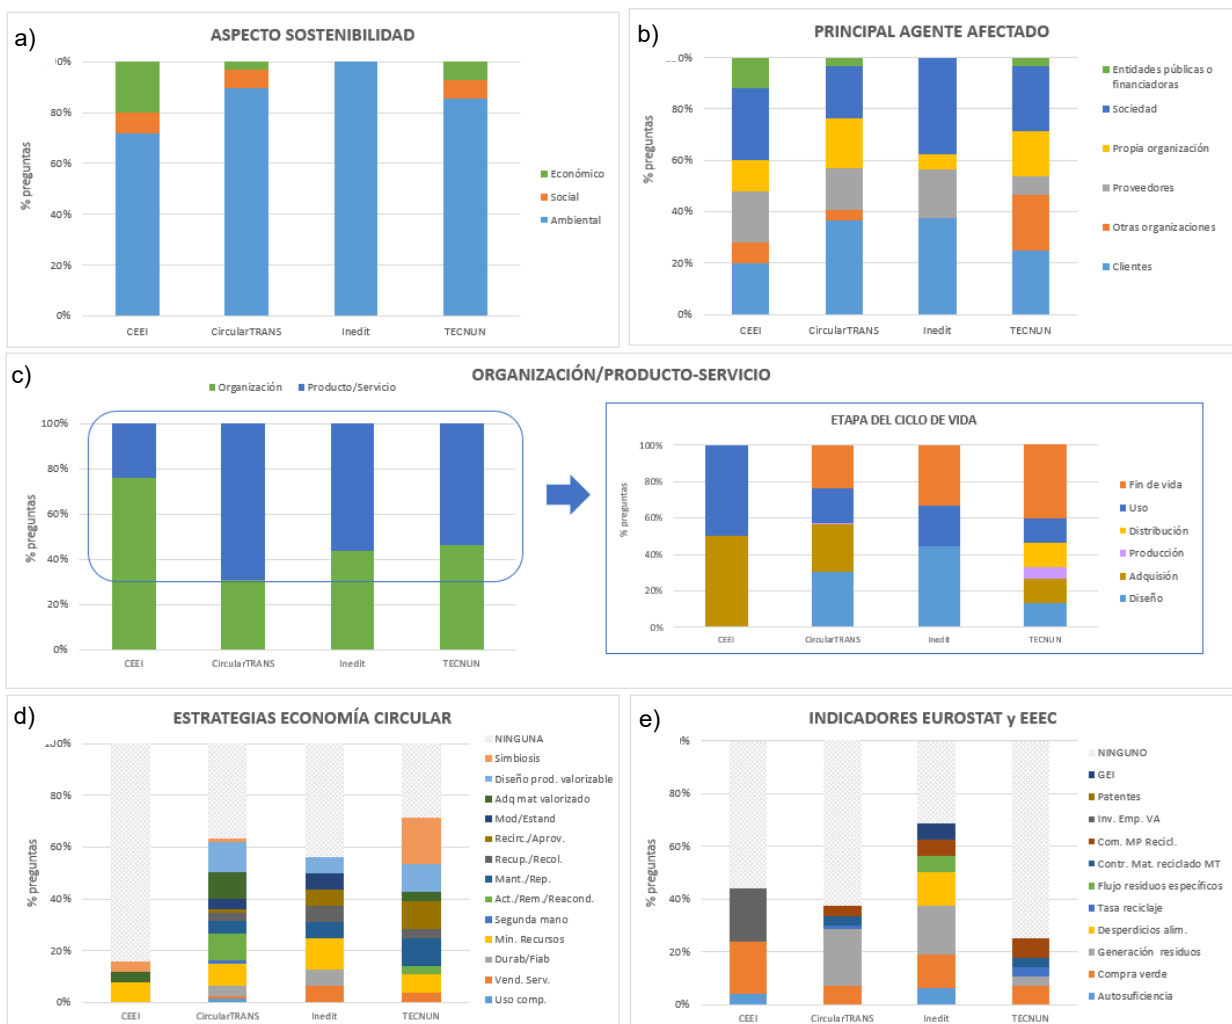 a)
ASPECTO SOSTENIBILIDAD
% preguntas
0%
80%
60%
40%
20%
0%
CEEI
CircularTRANS
Inedit
TECNUN
Económico
Social
Ambiental
b)
PRINCIPAL AGENTE AFECTADO
% preguntas
0%
80%
60%
40%
20%
0%
CEEI
CircularTRANS
Inedit
TECNUN
Entidades públicas o
financiadoras
Sociedad
Propia organización
Proveedores
Otras organizaciones
Clientes
c)
ORGANIZACIÓN/PRODUCTO-SERVICIO
Organización
Producto/Servicio
% preguntas
100%
80%
60%
40%
20%
0%
CEEI
CircularTRANS
Inedit
TECNUN
ETAPA DEL CICLO DE VIDA
% preguntas
100%
80%
60%
40%
20%
0%
CEEI
CircularTRANS
Inedit
TECNUN
Fin de vida
Uso
Distribución
Producción
Adquisión
Diseño
d)
ESTRATEGIAS ECONOMÍA CIRCULAR
% preguntas
0%
80%
60%
40%
20%
0%
CEEI
CircularTRANS
Inedit
TECNUN
NINGUNA
Simbiosis
Diseño prod. valorizable
Adq mat valorizado
Mod/Estand
Recirc./Aprov.
Recup./Recol.
Mant./Rep.
Act./Rem./Reacond.
Segunda mano
Min. Recursos
Durab/Fiab
Vend. Serv.
Uso comp.
e)
INDICADORES EUROSTAT y EEEC
% preguntas
%
80%
60%
40%
20%
0%
CEEI
CircularTRANS
Inedit
TECNUN
NINGUNO
GEI
Patentes
Inv. Emp. VA
Com. MP Recicl.
Contr. Mat. reciclado MT
Flujo residuos específicos
Tasa reciclaje
Desperdicios alim.
Generación residuos
Compra verde
Autosuficiencia